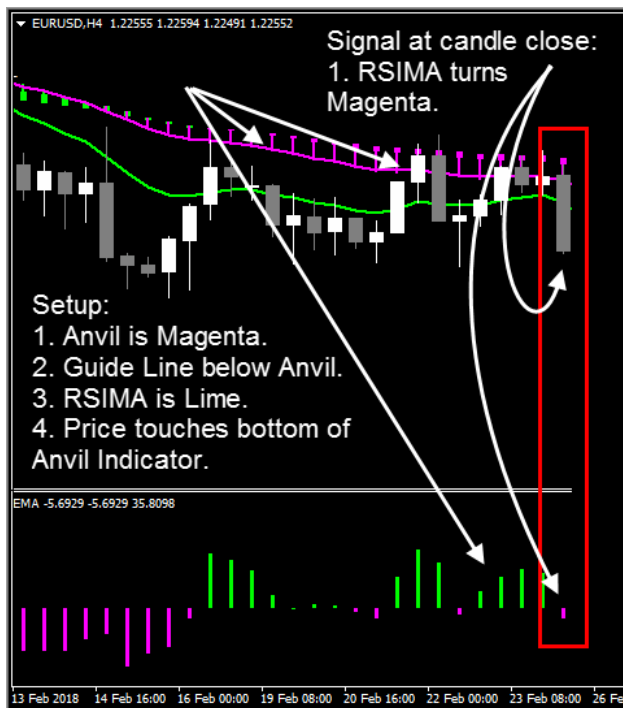 EURUSD,H4 1.22555 1.22594 1.22491 1.22552
Signal at candle close:
1. RSIMA turns
Magenta.
Setup:
1. Anvil is Magenta.
2. Guide Line below Anvil.
3. RSIMA is Lime.
4. Price touches bottom of
Anvil Indicator.
EMA -5.6929 -5.6929 35.8098
13 Feb 2018 14 Feb 16:00 16 Feb 00:00 19 Feb 08:00 20 Feb 16:00 22 Feb 00:00 23 Feb 08:00 26 Fe